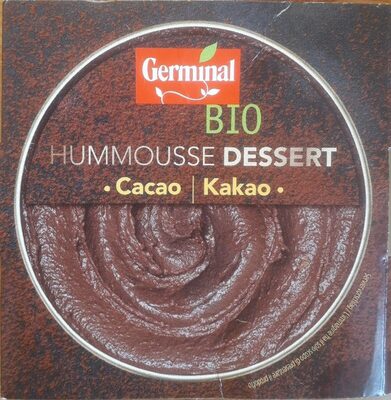 Germinal
BIO
HUMMOUSSE DESSERT
• Cacao | Kakao •